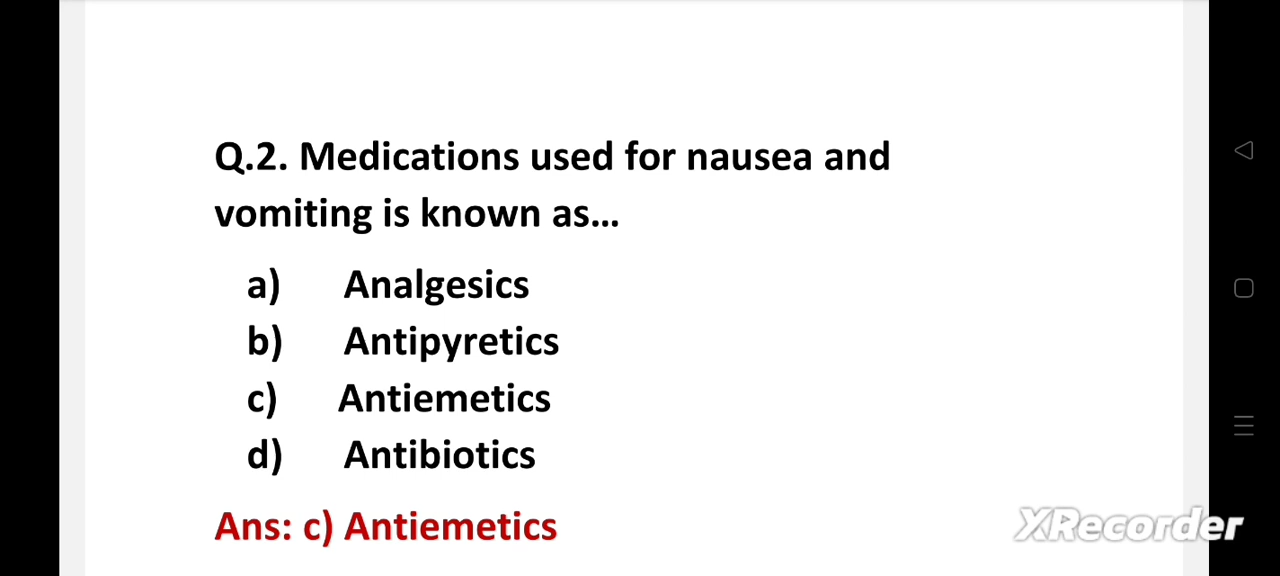 Q.2. Medications used for nausea and
vomiting is known as...
a) Analgesics
b) Antipyretics
c) Antiemetics
d) Antibiotics
Ans: c) Antiemetics
XRecorder